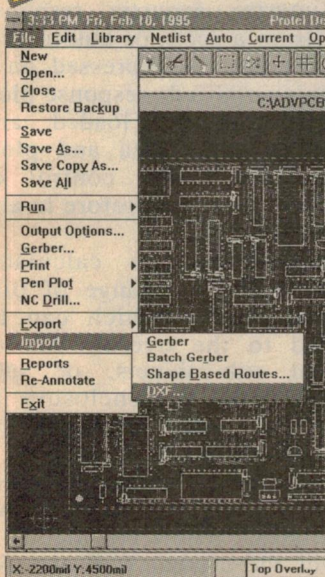 3:33 PM Fri, Feb 10, 1995 Protel De
File Edit Library Netlist Auto Current Op
C:\ADVPCB
New
Open...
Close
Restore Backup
Save
Save As...
Save Copy As...
Save All
Run
Output Options...
Gerber...
Print
Pen Plot
NC Drill...
Export
Import
Gerber
Batch Gerber
Shape Based Routes...
DXF...
Reports
Re-Annotate
Exit
X:-2200mil Y:4500mil Top Overlay